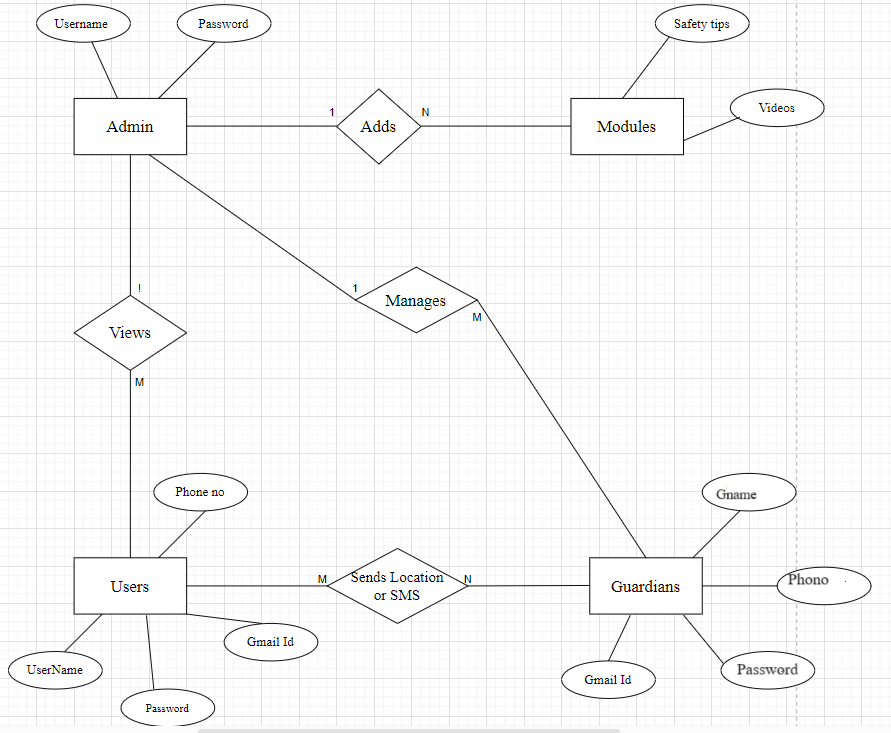 Username
Password
Safety tips
Videos
Admin
1
Adds
N
Modules
!
Views
M
1
Manages
M
Phone no
Gname
Users
M
Sends Location
or SMS
N
Guardians
Phono
UserName
Password
Gmail Id
Gmail Id
Password